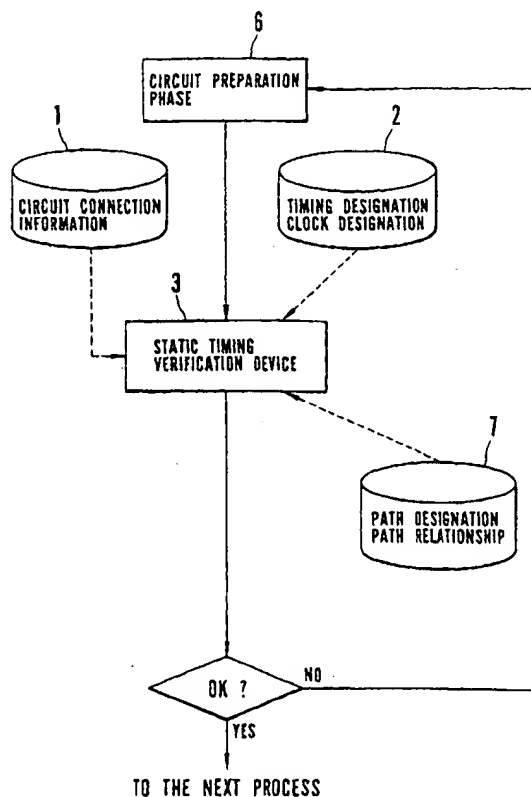 6
CIRCUIT PREPARATION
PHASE
1
2
CIRCUIT CONNECTION
INFORMATION
TIMING DESIGNATION
CLOCK DESIGNATION
3
STATIC TIMING
VERIFICATION DEVICE
7
PATH DESIGNATION
PATH RELATIONSHIP
OK ?
NO
YES
TO THE NEXT PROCESS